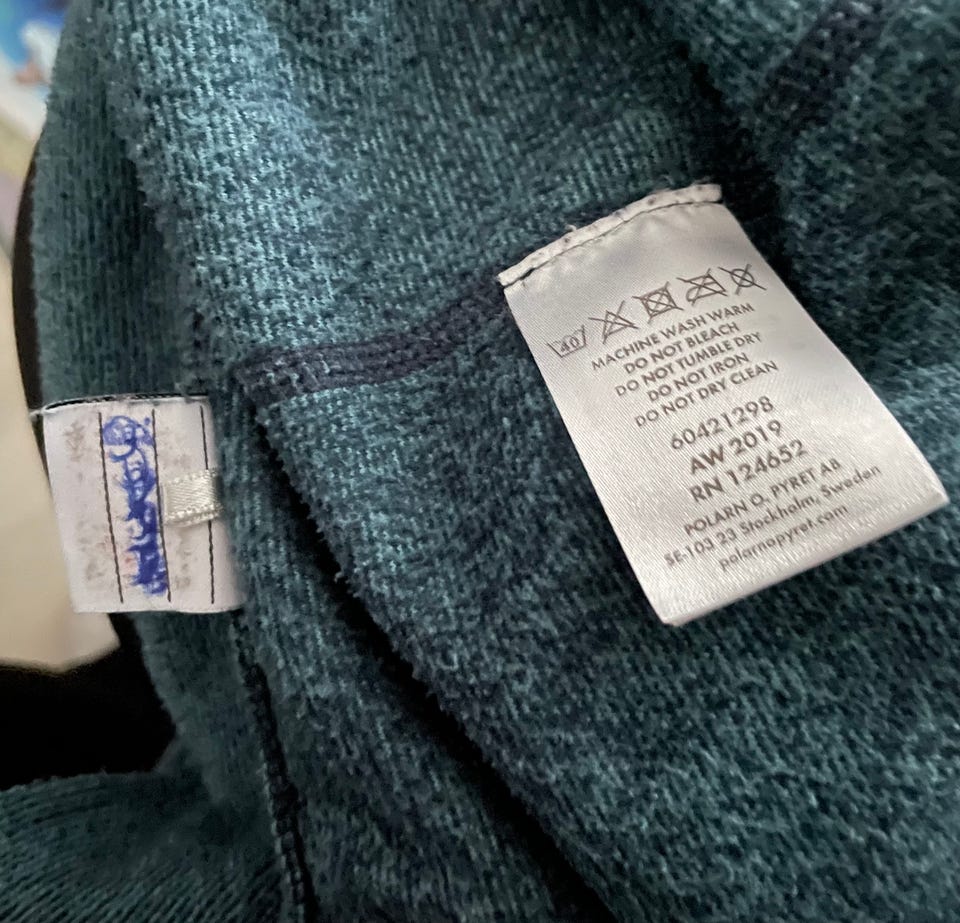 40
MACHINE WASH WARM
DO NOT BLEACH
DO NOT TUMBLE DRY
DO NOT IRON
DO NOT DRY CLEAN
60421298
AW 2019
RN 124652
POLARN O. PYRET AB
SE-103 23 Stockholm, Sweden
polarnopyret.com